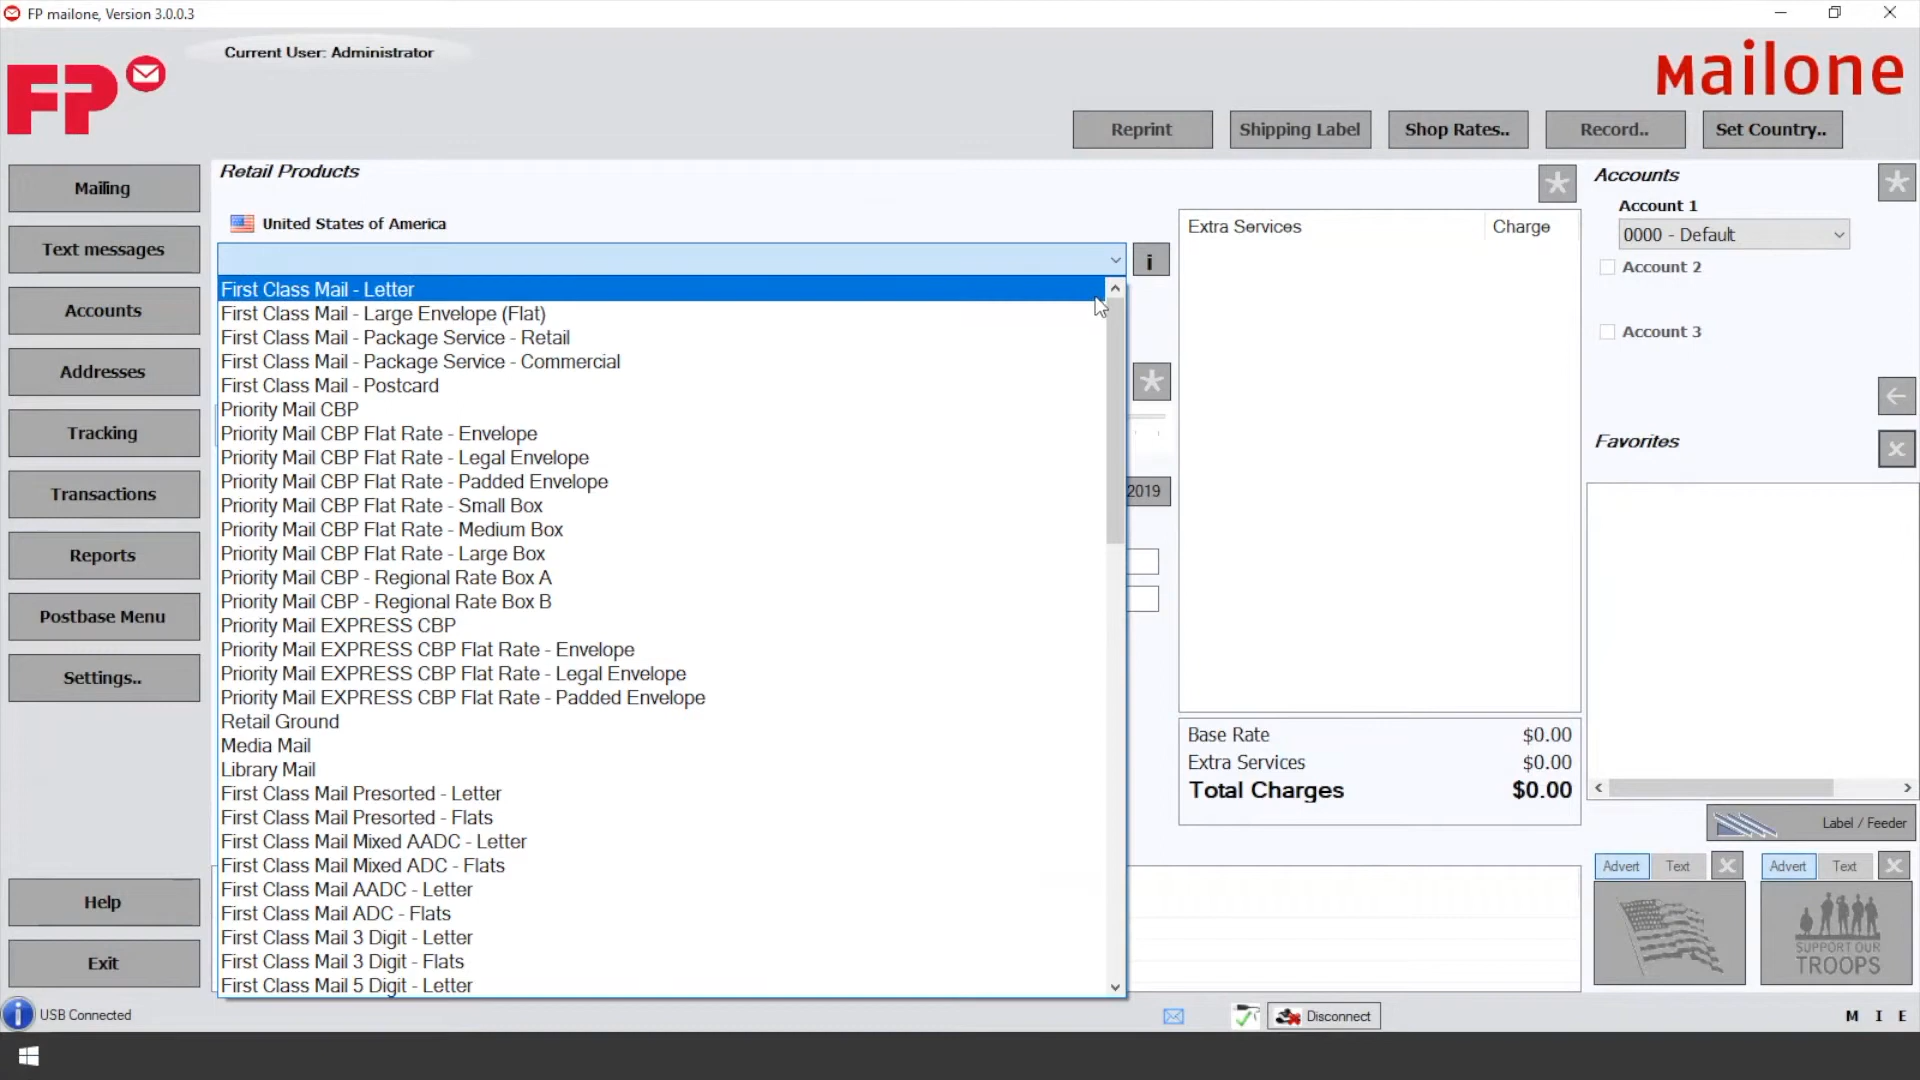 FP mailone, Version 3.0.0.3
FP
Current User: Administrator
mailone
Reprint
Shipping Label
Shop Rates..
Record..
Set Country..
Mailing
Text messages
Accounts
Addresses
Tracking
Transactions
Reports
Postbase Menu
Settings..
Help
Exit
Retail Products
United States of America
i
First Class Mail - Letter
First Class Mail - Large Envelope (Flat)
First Class Mail - Package Service - Retail
First Class Mail - Package Service - Commercial
First Class Mail - Postcard
Priority Mail CBP
Priority Mail CBP Flat Rate - Envelope
Priority Mail CBP Flat Rate - Legal Envelope
Priority Mail CBP Flat Rate - Padded Envelope
Priority Mail CBP Flat Rate - Small Box
Priority Mail CBP Flat Rate - Medium Box
Priority Mail CBP Flat Rate - Large Box
Priority Mail CBP - Regional Rate Box A
Priority Mail CBP - Regional Rate Box B
Priority Mail EXPRESS CBP
Priority Mail EXPRESS CBP Flat Rate - Envelope
Priority Mail EXPRESS CBP Flat Rate - Legal Envelope
Priority Mail EXPRESS CBP Flat Rate - Padded Envelope
Retail Ground
Media Mail
Library Mail
First Class Mail Presorted - Letter
First Class Mail Presorted - Flats
First Class Mail Mixed AADC - Letter
First Class Mail Mixed ADC - Flats
First Class Mail AADC - Letter
First Class Mail ADC - Flats
First Class Mail 3 Digit - Letter
First Class Mail 3 Digit - Flats
First Class Mail 5 Digit - Letter
2019
Extra Services Charge
Base Rate $0.00
Extra Services $0.00
Total Charges $0.00
Accounts
Account 1
0000 - Default
Account 2
Account 3
Favorites
Label / Feeder
Advert Text
Advert Text
SUPPORT OUR
TROOPS
USB Connected
Disconnect
M I E